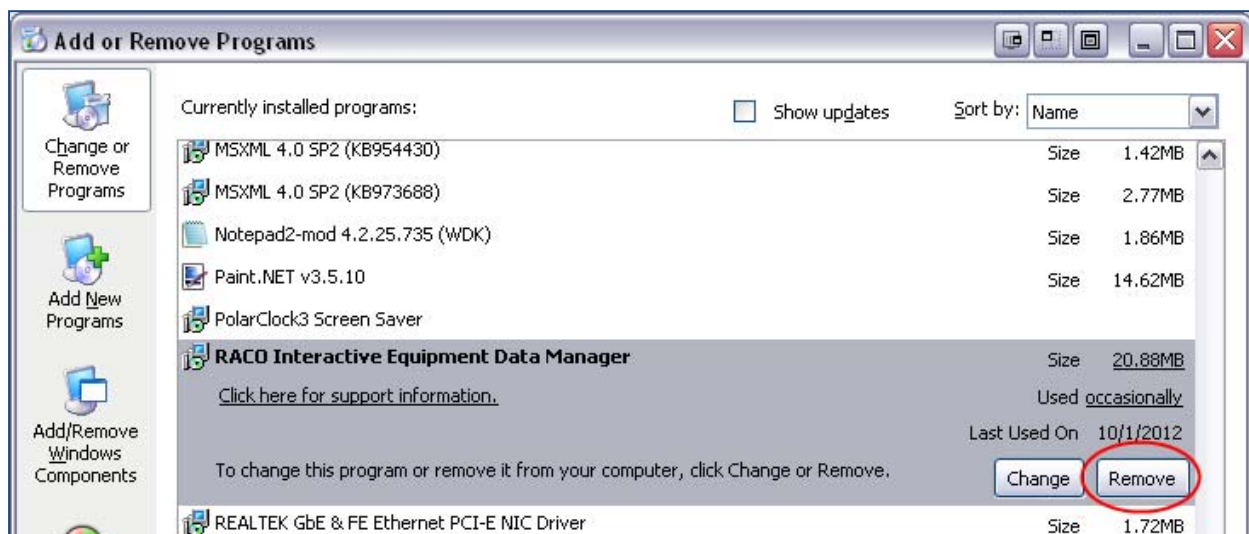 Add or Remove Programs
Change or
Remove
Programs
Add New
Programs
Add/Remove
Windows
Components
Currently installed programs:
Show updates
Sort by: Name
MSXML 4.0 SP2 (KB954430) Size 1.42MB
MSXML 4.0 SP2 (KB973688) Size 2.77MB
Notepad2-mod 4.2.25.735 (WDK) Size 1.86MB
Paint.NET v3.5.10 Size 14.62MB
PolarClock3 Screen Saver
RACO Interactive Equipment Data Manager Size 20.88MB
Click here for support information. Used occasionally
Last Used On 10/1/2012
To change this program or remove it from your computer, click Change or Remove. Change Remove
REALTEK GbE & FE Ethernet PCI-E NIC Driver Size 1.72MB